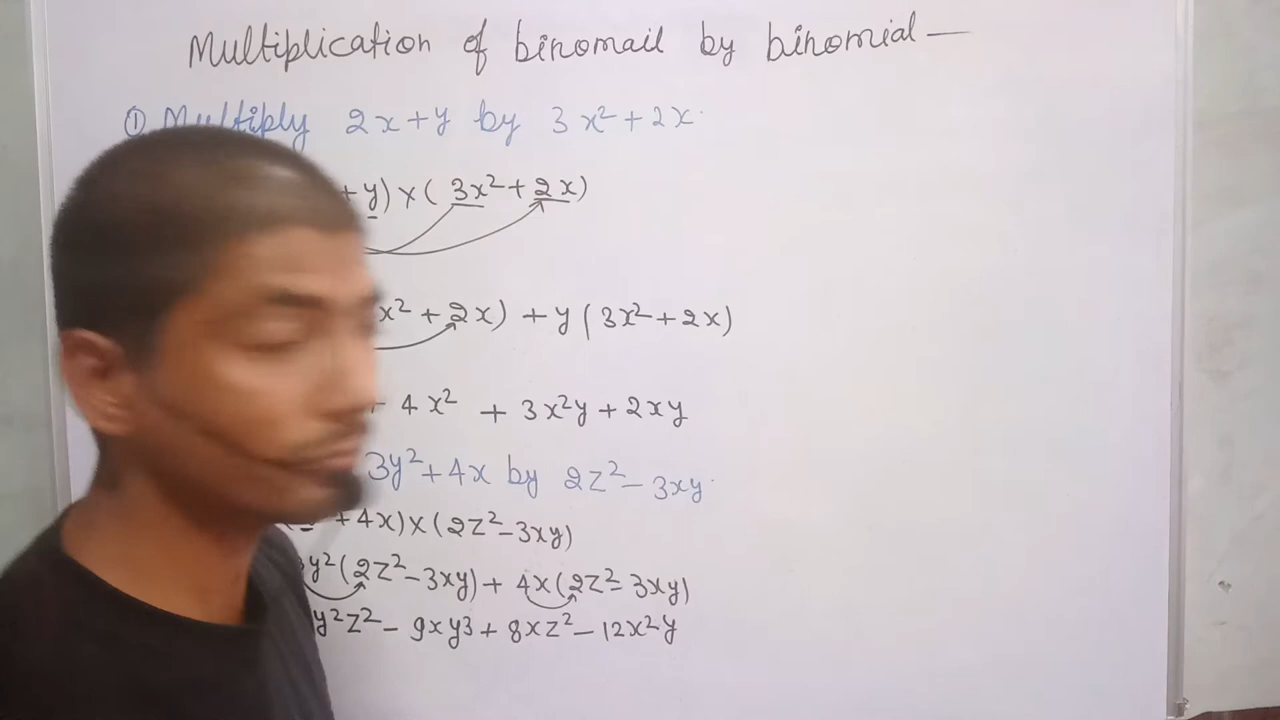 Multiplication of binomail by binomial —
① Multiply 2x+y by 3x²+2x.
+ y) × ( 3x²+2x)
x² + 2x) + y ( 3x²+2x)
4x² + 3x²y + 2xy
3y²+4x by 2z² – 3xy.
+4x) × (2z² – 3xy)
y² (2z² – 3xy) + 4x (2z² – 3xy)
y²z² – 9xy³ + 8xz² – 12x²y